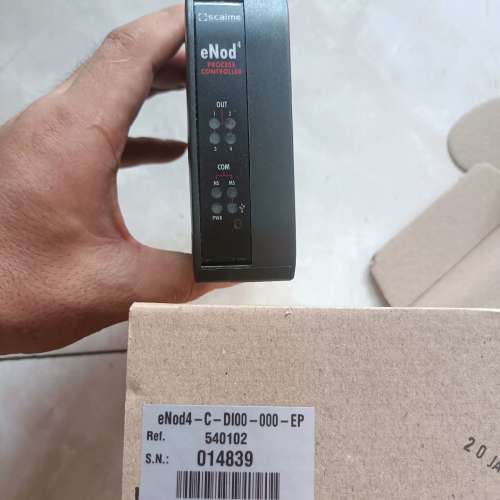 scaime
eNod4
PROCESS
CONTROLLER
OUT
1 2
3 4
COM
NS MS
PWR
eNod4-C-DI00-000-EP
Ref. 540102
S.N.: 014839
20 JA